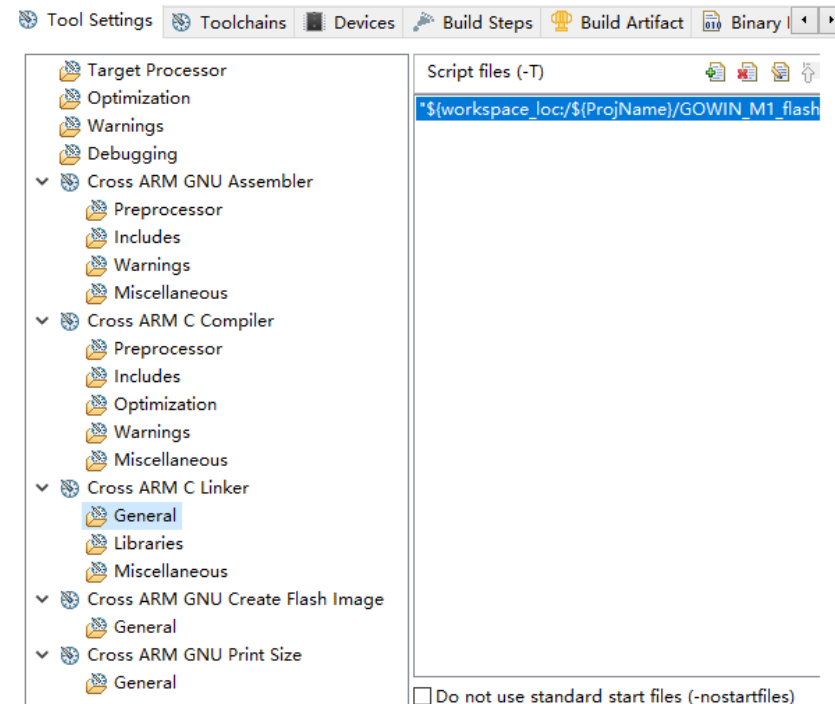 Tool Settings Toolchains Devices Build Steps Build Artifact Binary
Target Processor
Optimization
Warnings
Debugging
Cross ARM GNU Assembler
Preprocessor
Includes
Warnings
Miscellaneous
Cross ARM C Compiler
Preprocessor
Includes
Optimization
Warnings
Miscellaneous
Cross ARM C Linker
General
Libraries
Miscellaneous
Cross ARM GNU Create Flash Image
General
Cross ARM GNU Print Size
General
Script files (-T)
"${workspace_loc:/${ProjName}/GOWIN_M1_flash
Do not use standard start files (-nostartfiles)